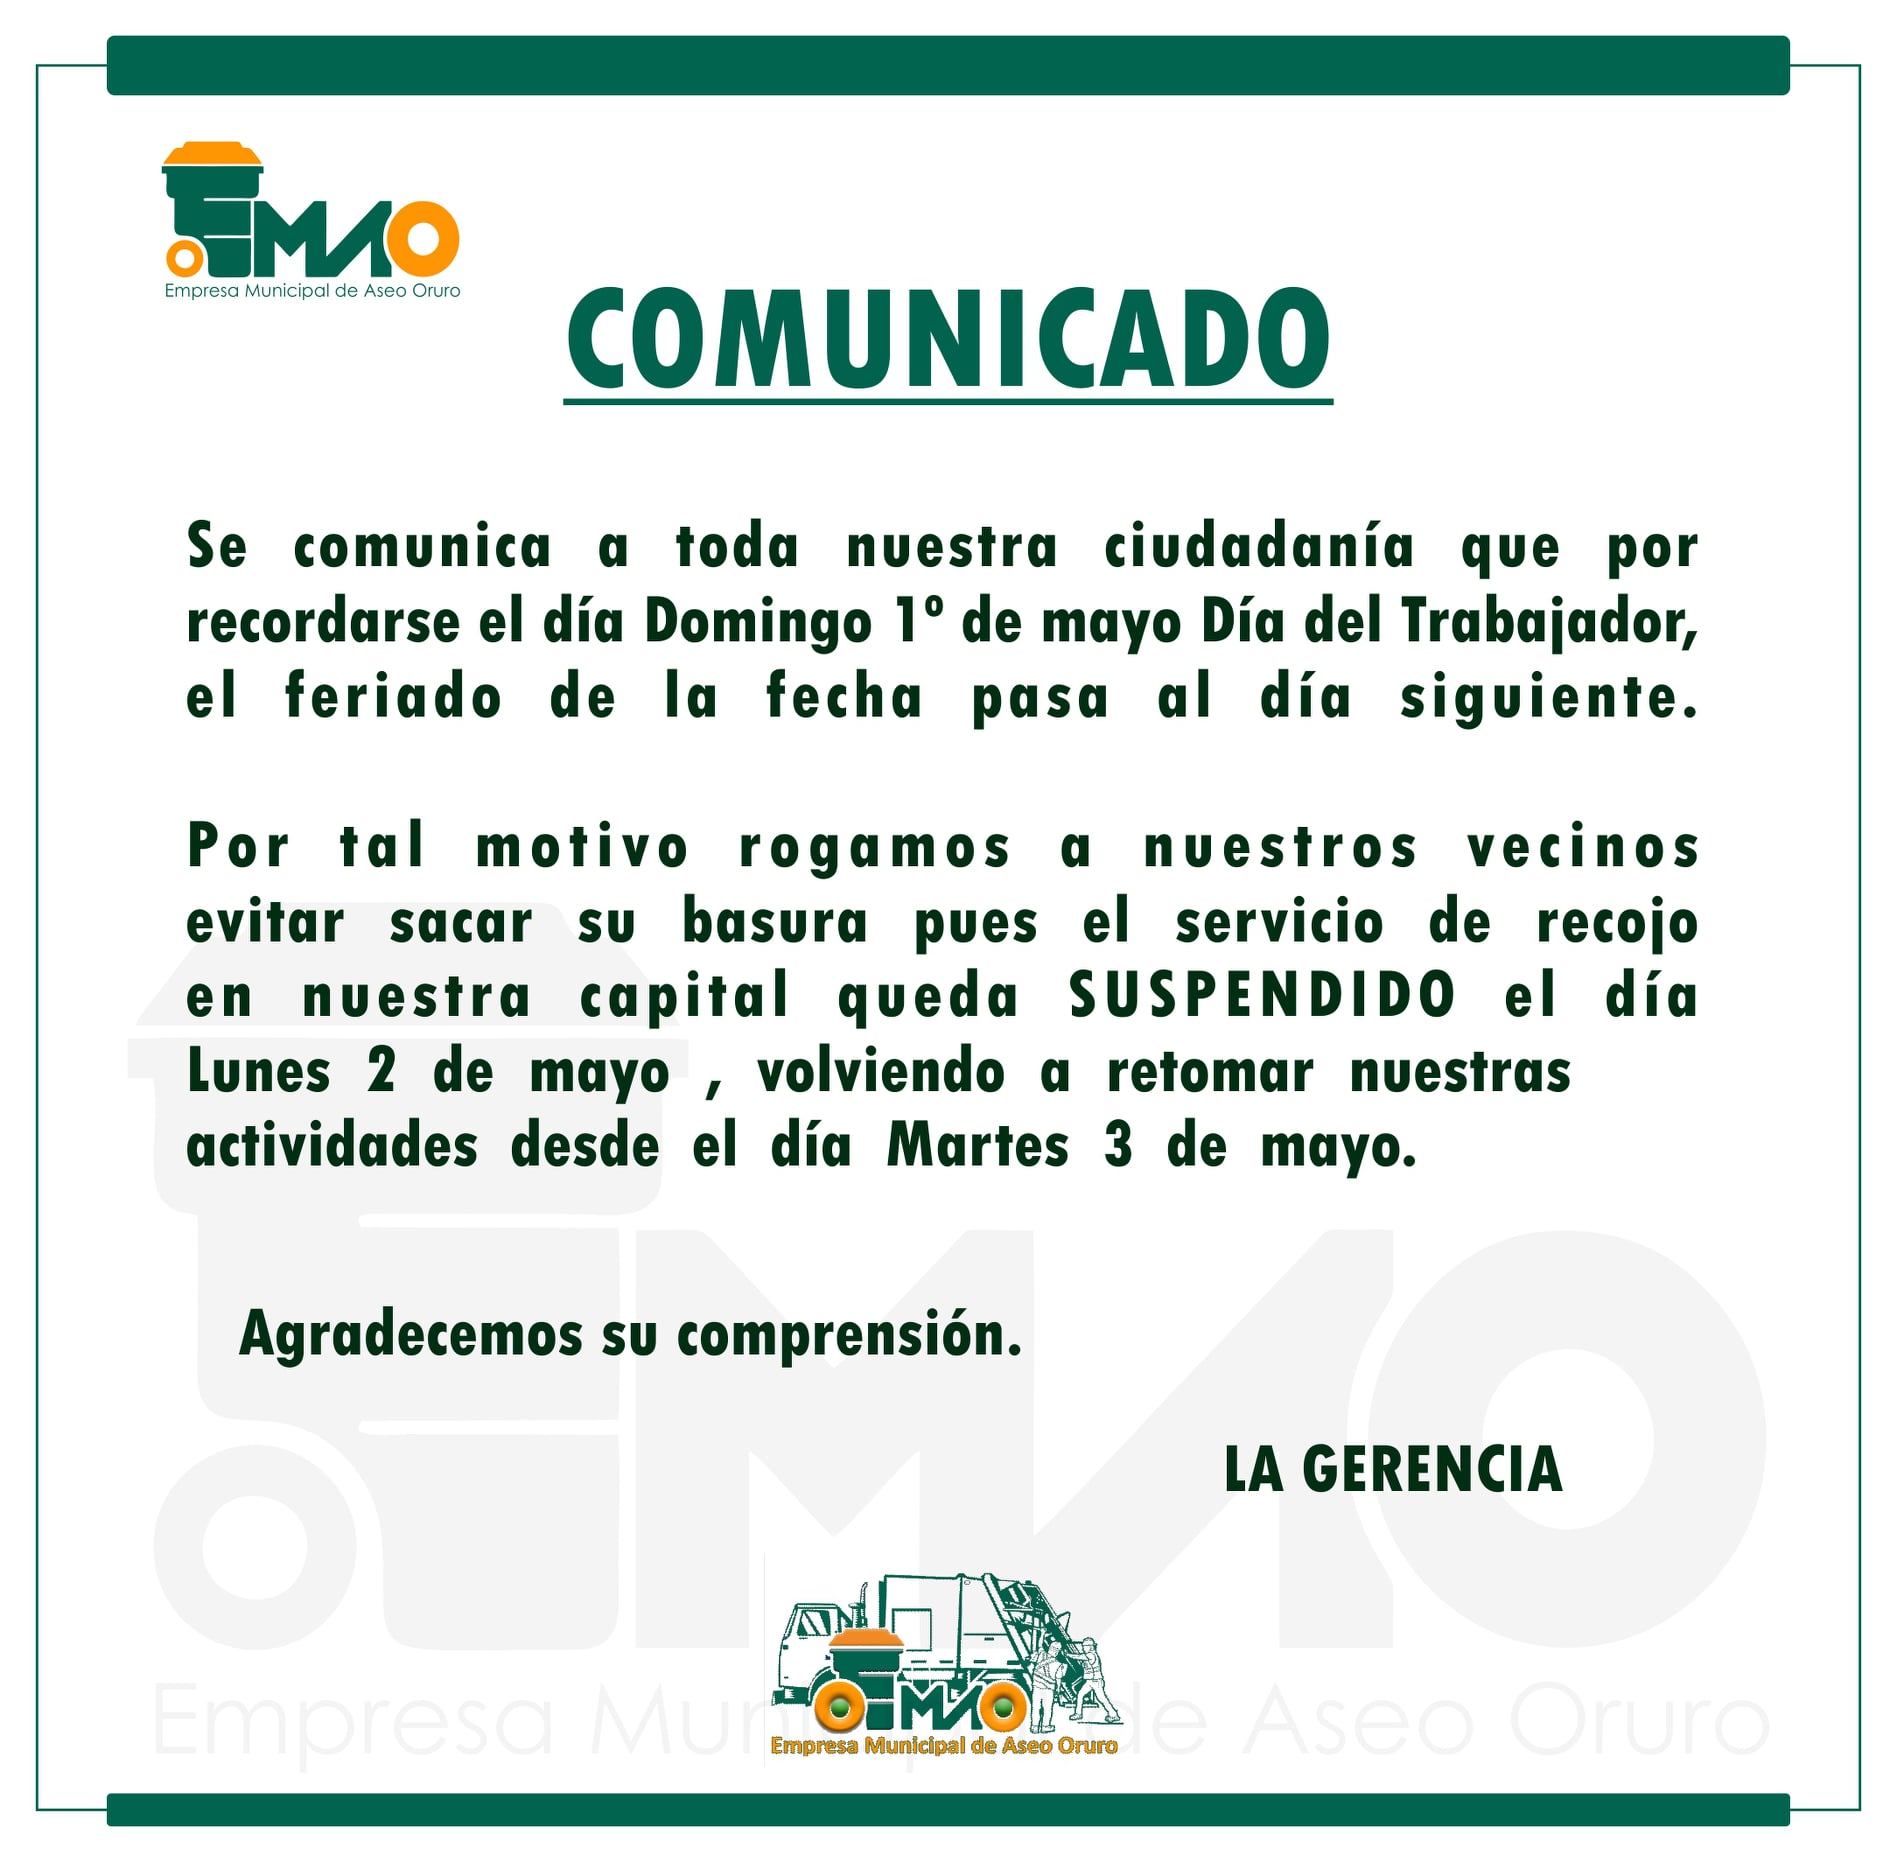 EMAO
Empresa Municipal de Aseo Oruro
COMUNICADO
Se comunica a toda nuestra ciudadanía que por
recordarse el día Domingo 1º de mayo Día del Trabajador,
el feriado de la fecha pasa al día siguiente.
Por tal motivo rogamos a nuestros vecinos
evitar sacar su basura pues el servicio de recojo
en nuestra capital queda SUSPENDIDO el día
Lunes 2 de mayo , volviendo a retomar nuestras
actividades desde el día Martes 3 de mayo.
Agradecemos su comprensión.
LA GERENCIA
EMAO
Empresa Municipal de Aseo Oruro
EMAO
Empresa Municipal de Aseo Oruro